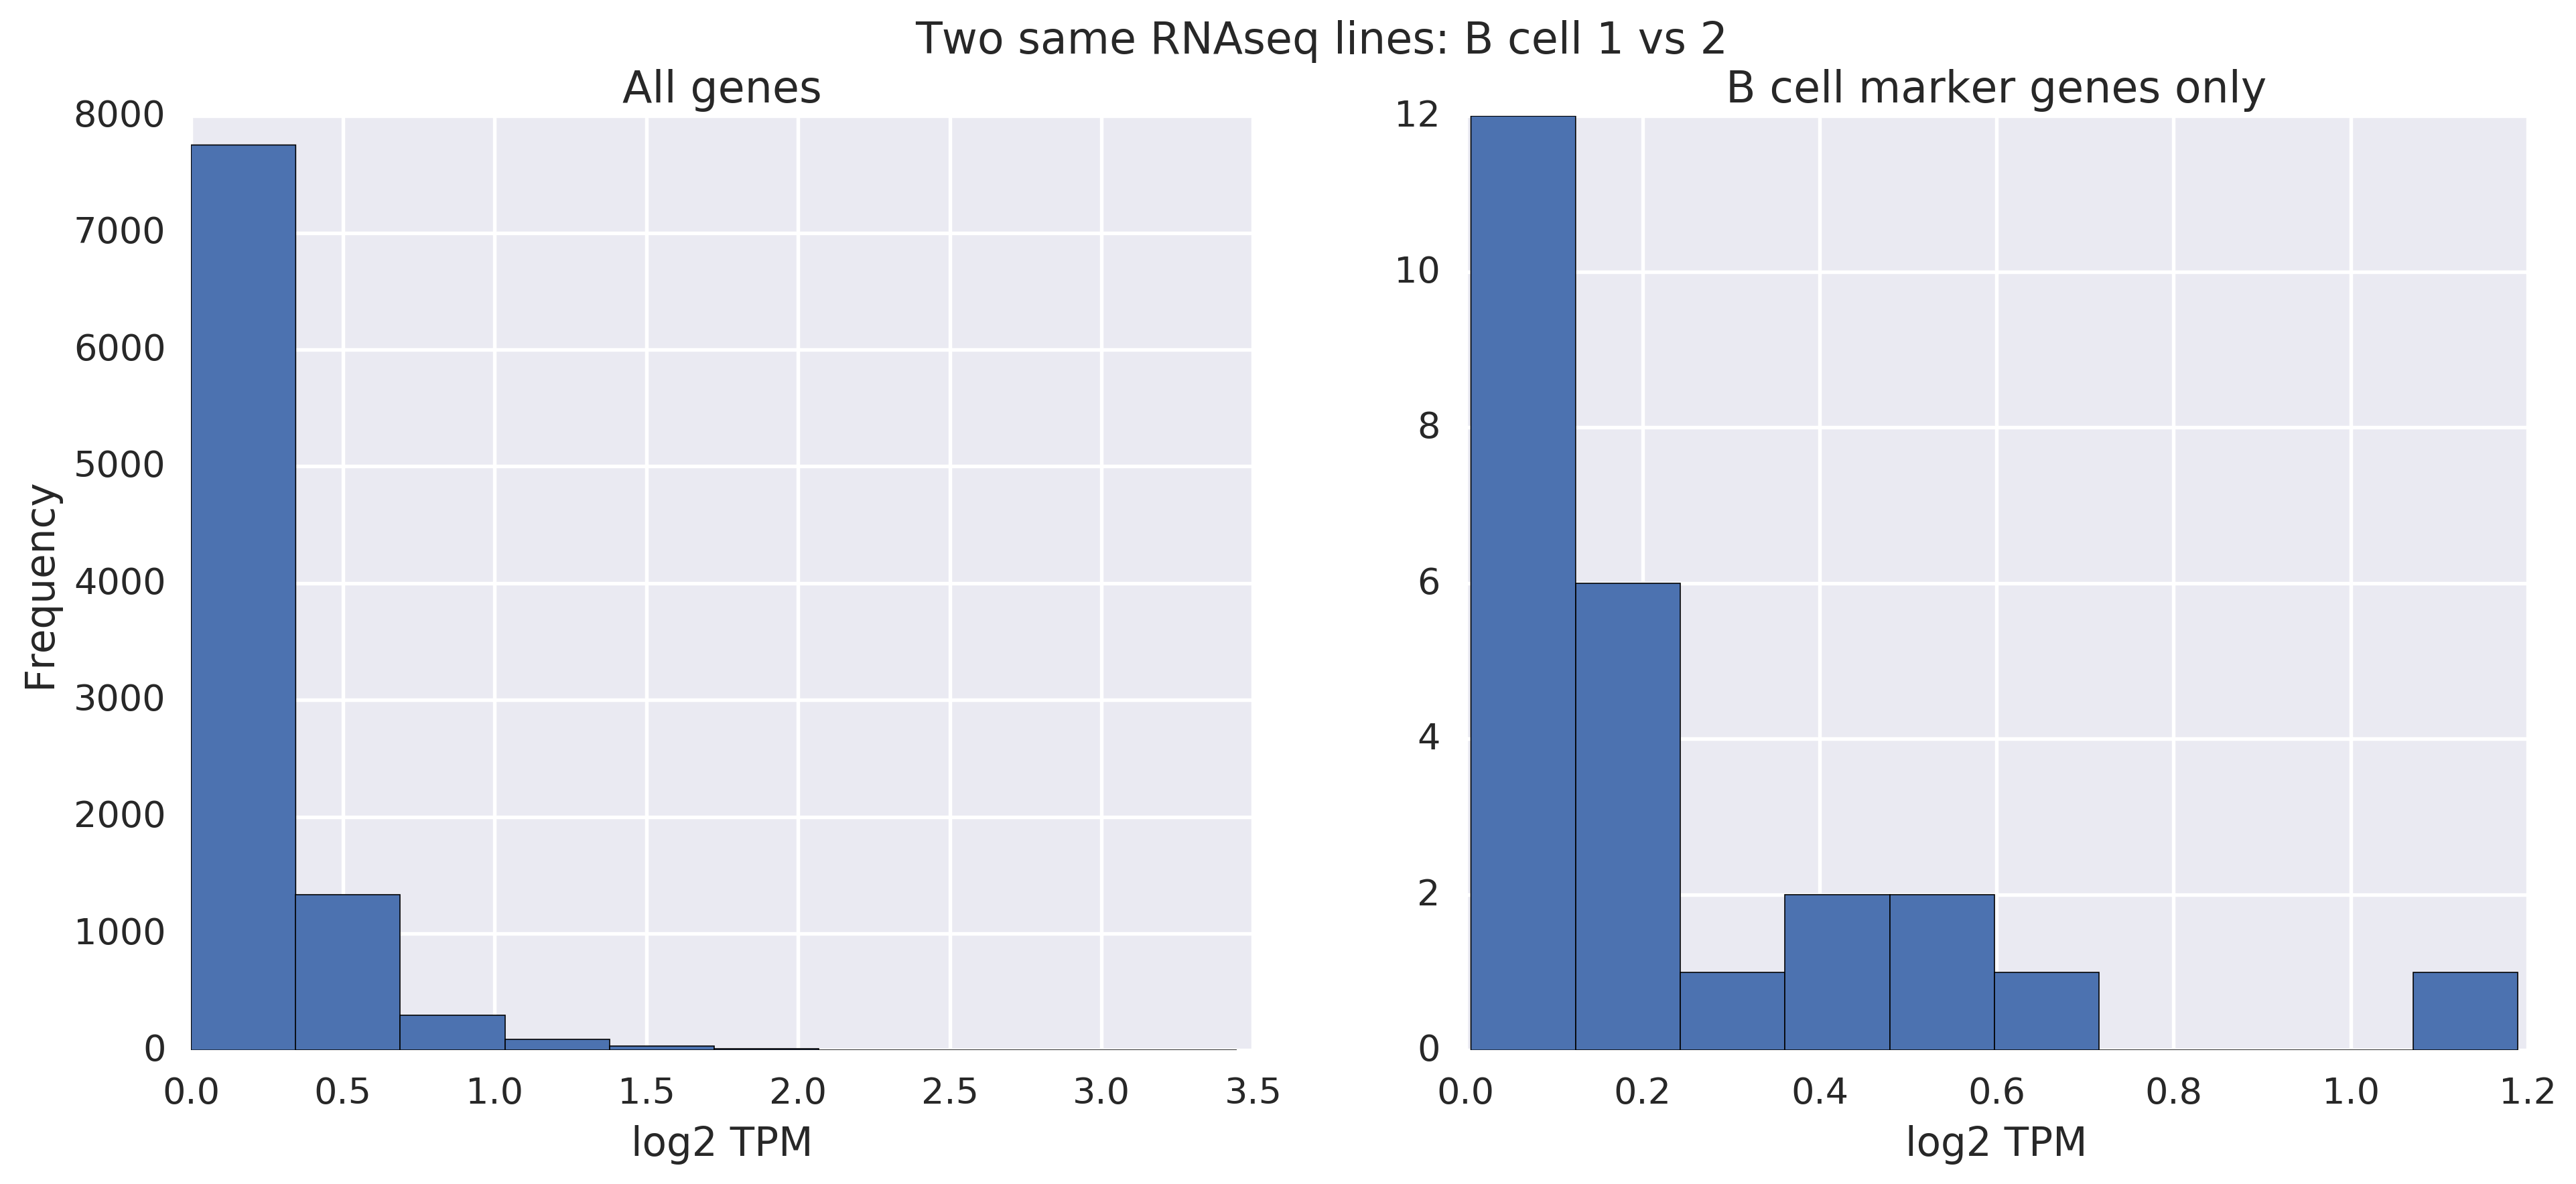 Two same RNAseq lines: B cell 1 vs 2
All genes
8000
7000
6000
5000
4000
3000
2000
1000
0
Frequency
0.0 0.5 1.0 1.5 2.0 2.5 3.0 3.5
log2 TPM
B cell marker genes only
12
10
8
6
4
2
0
0.0 0.2 0.4 0.6 0.8 1.0 1.2
log2 TPM